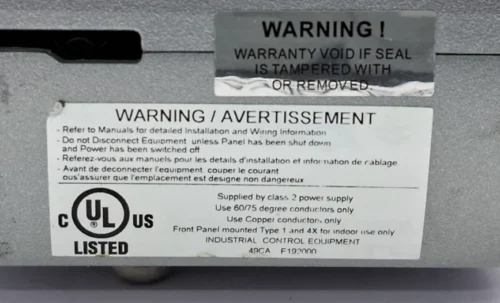 WARNING !
WARRANTY VOID IF SEAL
IS TAMPERED WITH
OR REMOVED
WARNING / AVERTISSEMENT
- Refer to Manuals for detailed Installation and Wiring Information
- Do not Disconnect Equipment unless Panel has been shut down
and Power has been switched off
- Referez-vous aux manuels pour les details d'installation et information de cablage
- Avant de deconnecter l'equipement couper le courant
ous'assurer que l'emplacement est designe non dangereux
C UL US
LISTED
Supplied by class 2 power supply
Use 60/75 degree conductors only
Use Copper conductors only
Front Panel mounted Type 1 and 4X for indoor use only
INDUSTRIAL CONTROL EQUIPMENT
49CA E192000